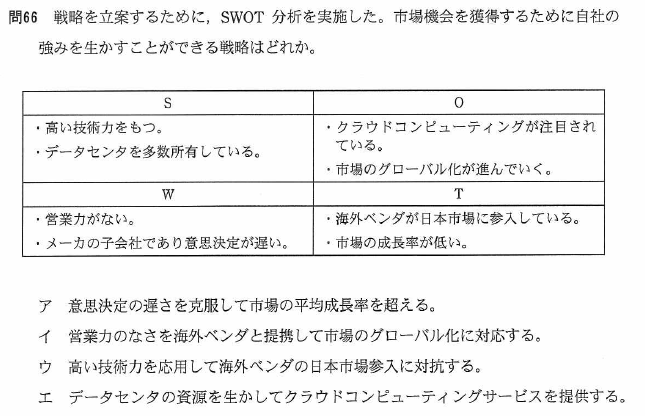 問66 戦略を立案するために，SWOT 分析を実施した。市場機会を獲得するために自社の
強みを生かすことができる戦略はどれか。
S
O
・高い技術力をもつ。
・データセンタを多数所有している。
・クラウドコンピューティングが注目され
ている。
・市場のグローバル化が進んでいく。
W
T
・営業力がない。
・メーカの子会社であり意思決定が遅い。
・海外ベンダが日本市場に参入している。
・市場の成長率が低い。
ア 意思決定の遅さを克服して市場の平均成長率を超える。
イ 営業力のなさを海外ベンダと提携して市場のグローバル化に対応する。
ウ 高い技術力を応用して海外ベンダの日本市場参入に対抗する。
エ データセンタの資源を生かしてクラウドコンピューティングサービスを提供する。